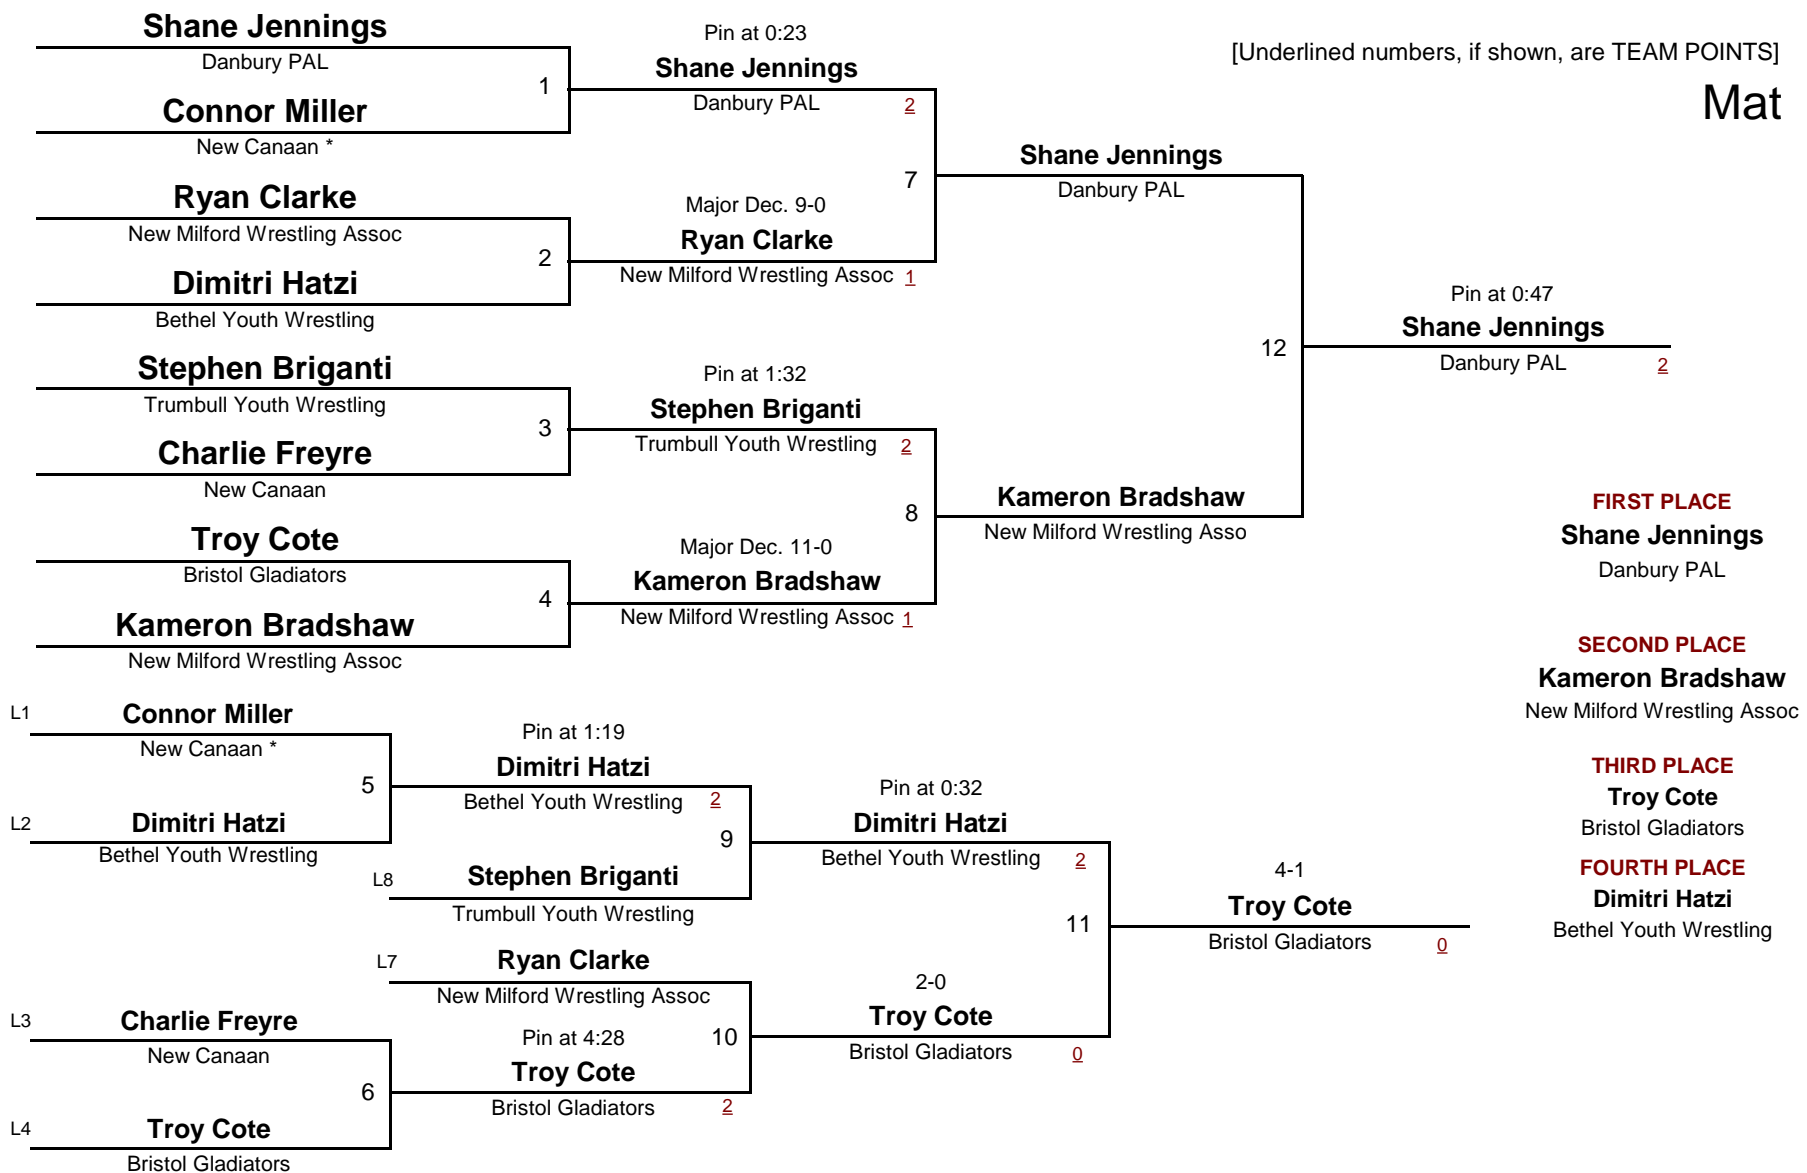 Shane Jennings
Danbury PAL
1
Connor Miller
New Canaan *
Ryan Clarke
New Milford Wrestling Assoc
2
Dimitri Hatzi
Bethel Youth Wrestling
Stephen Briganti
Trumbull Youth Wrestling
3
Charlie Freyre
New Canaan
Troy Cote
Bristol Gladiators
4
Kameron Bradshaw
New Milford Wrestling Assoc
Pin at 0:23
Shane Jennings
Danbury PAL 2
7
Major Dec. 9-0
Ryan Clarke
New Milford Wrestling Assoc 1
Pin at 1:32
Stephen Briganti
Trumbull Youth Wrestling 2
8
Major Dec. 11-0
Kameron Bradshaw
New Milford Wrestling Assoc 1
Shane Jennings
Danbury PAL
12
Kameron Bradshaw
New Milford Wrestling Asso
[Underlined numbers, if shown, are TEAM POINTS]
Mat
Pin at 0:47
Shane Jennings
Danbury PAL 2
FIRST PLACE
Shane Jennings
Danbury PAL
SECOND PLACE
Kameron Bradshaw
New Milford Wrestling Assoc
THIRD PLACE
Troy Cote
Bristol Gladiators
FOURTH PLACE
Dimitri Hatzi
Bethel Youth Wrestling
L1 Connor Miller
New Canaan *
5
L2 Dimitri Hatzi
Bethel Youth Wrestling
L3 Charlie Freyre
New Canaan
6
L4 Troy Cote
Bristol Gladiators
Pin at 1:19
Dimitri Hatzi
Bethel Youth Wrestling 2
9
L8 Stephen Briganti
Trumbull Youth Wrestling
L7 Ryan Clarke
New Milford Wrestling Assoc
10
Pin at 4:28
Troy Cote
Bristol Gladiators 2
Pin at 0:32
Dimitri Hatzi
Bethel Youth Wrestling 2
11
2-0
Troy Cote
Bristol Gladiators 0
4-1
Troy Cote
Bristol Gladiators 0